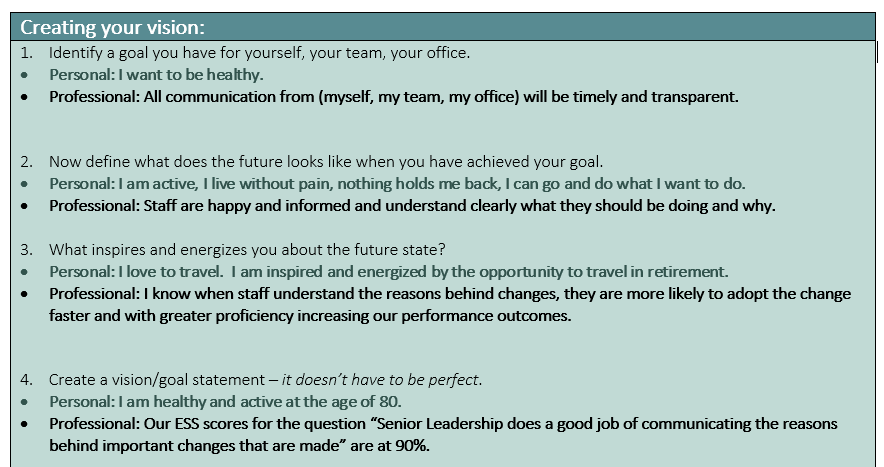 Creating your vision:
1. Identify a goal you have for yourself, your team, your office.
• Personal: I want to be healthy.
• Professional: All communication from (myself, my team, my office) will be timely and transparent.
2. Now define what does the future looks like when you have achieved your goal.
• Personal: I am active, I live without pain, nothing holds me back, I can go and do what I want to do.
• Professional: Staff are happy and informed and understand clearly what they should be doing and why.
3. What inspires and energizes you about the future state?
• Personal: I love to travel.  I am inspired and energized by the opportunity to travel in retirement.
• Professional: I know when staff understand the reasons behind changes, they are more likely to adopt the change
faster and with greater proficiency increasing our performance outcomes.
4. Create a vision/goal statement – it doesn't have to be perfect.
• Personal: I am healthy and active at the age of 80.
• Professional: Our ESS scores for the question “Senior Leadership does a good job of communicating the reasons
behind important changes that are made” are at 90%.